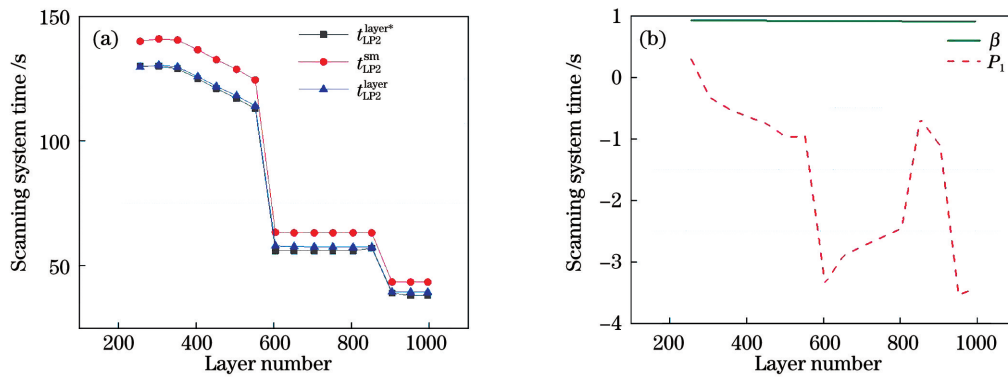 (a)
t_LP2^layer*
t_LP2^sm
t_LP2^layer
150
100
50
Scanning system time /s
200 400 600 800 1000
Layer number
(b)
β
P₁
1
0
-1
-2
-3
-4
Scanning system time /s
200 400 600 800 1000
Layer number